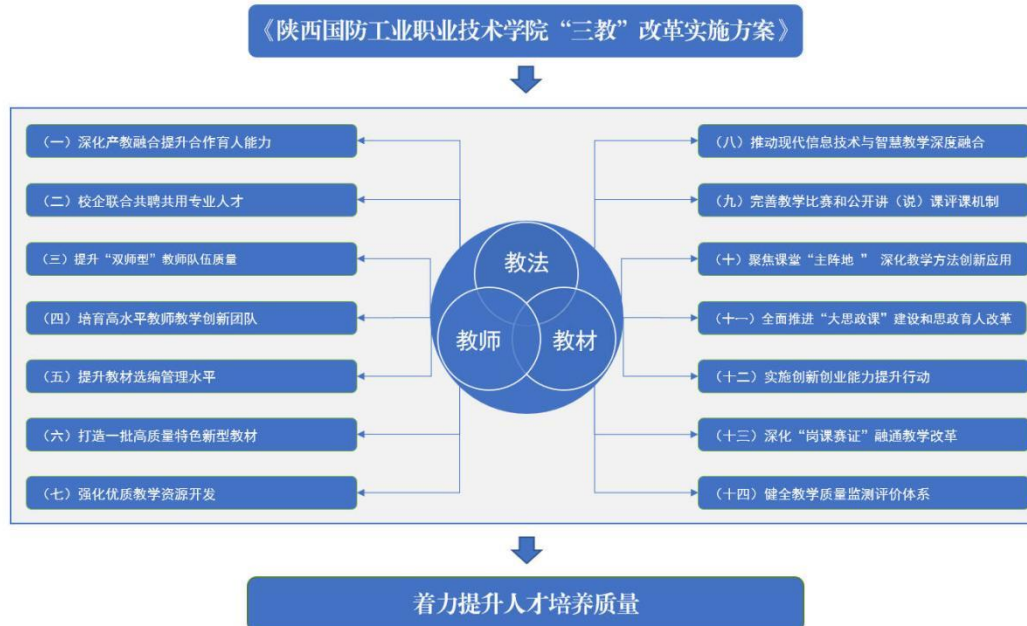 《陕西国防工业职业技术学院“三教”改革实施方案》
（一）深化产教融合提升合作育人能力
（二）校企联合共聘共用专业人才
（三）提升“双师型”教师队伍质量
（四）培育高水平教师教学创新团队
（五）提升教材选编管理水平
（六）打造一批高质量特色新型教材
（七）强化优质教学资源开发
教法
教师
教材
（八）推动现代信息技术与智慧教学深度融合
（九）完善教学比赛和公开讲（说）课评课机制
（十）聚焦课堂“主阵地 ” 深化教学方法创新应用
（十一）全面推进“大思政课”建设和思政育人改革
（十二）实施创新创业能力提升行动
（十三）深化“岗课赛证”融通教学改革
（十四）健全教学质量监测评价体系
着力提升人才培养质量